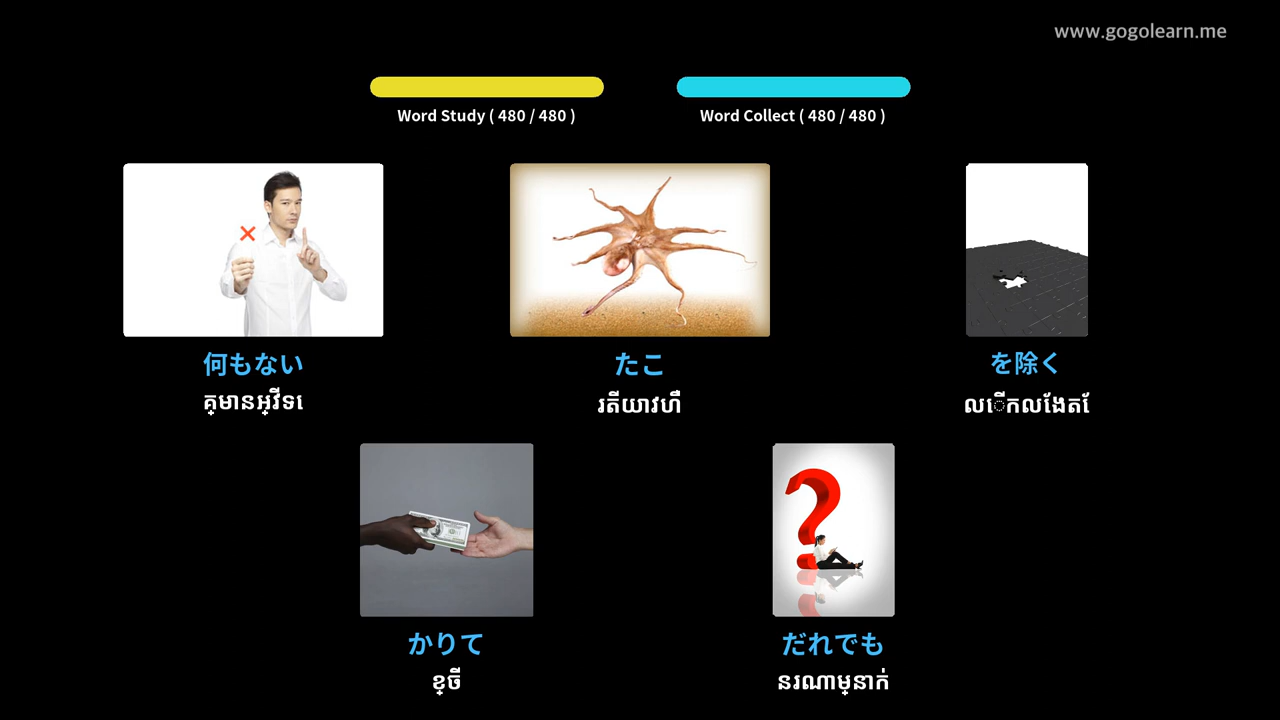 www.gogolearn.me
Word Study ( 480 / 480 )
Word Collect ( 480 / 480 )
何もない
たこ
を除く
គ្មានអ្វីទេ
រតីយាវហឺ
លើកលែងតែ
かりて
だれでも
ខ្ចី
នរណាម្នាក់